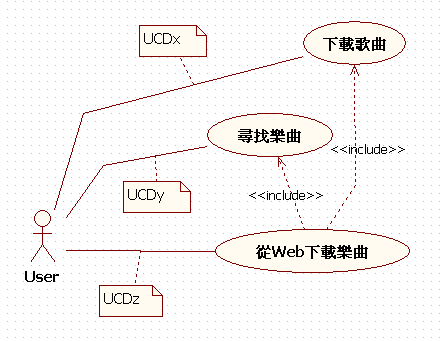 UCDx
下載歌曲
尋找樂曲
<<include>>
UCDy
<<include>>
從Web下載樂曲
User
UCDz